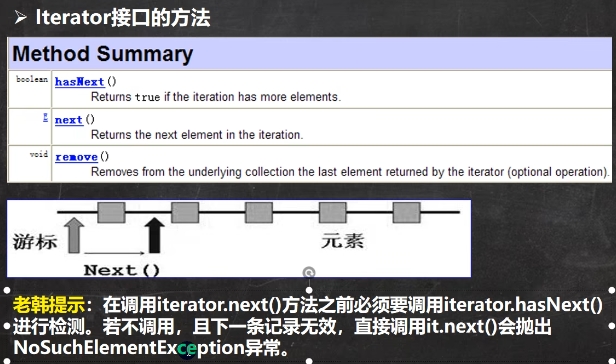 ➢ Iterator接口的方法
Method Summary
boolean hasNext()
Returns true if the iteration has more elements.
E next()
Returns the next element in the iteration.
void remove()
Removes from the underlying collection the last element returned by the iterator (optional operation).
游标 元素
Next()
老韩提示：在调用iterator.next()方法之前必须要调用iterator.hasNext()
进行检测。若不调用，且下一条记录无效，直接调用it.next()会抛出
NoSuchElementException异常。